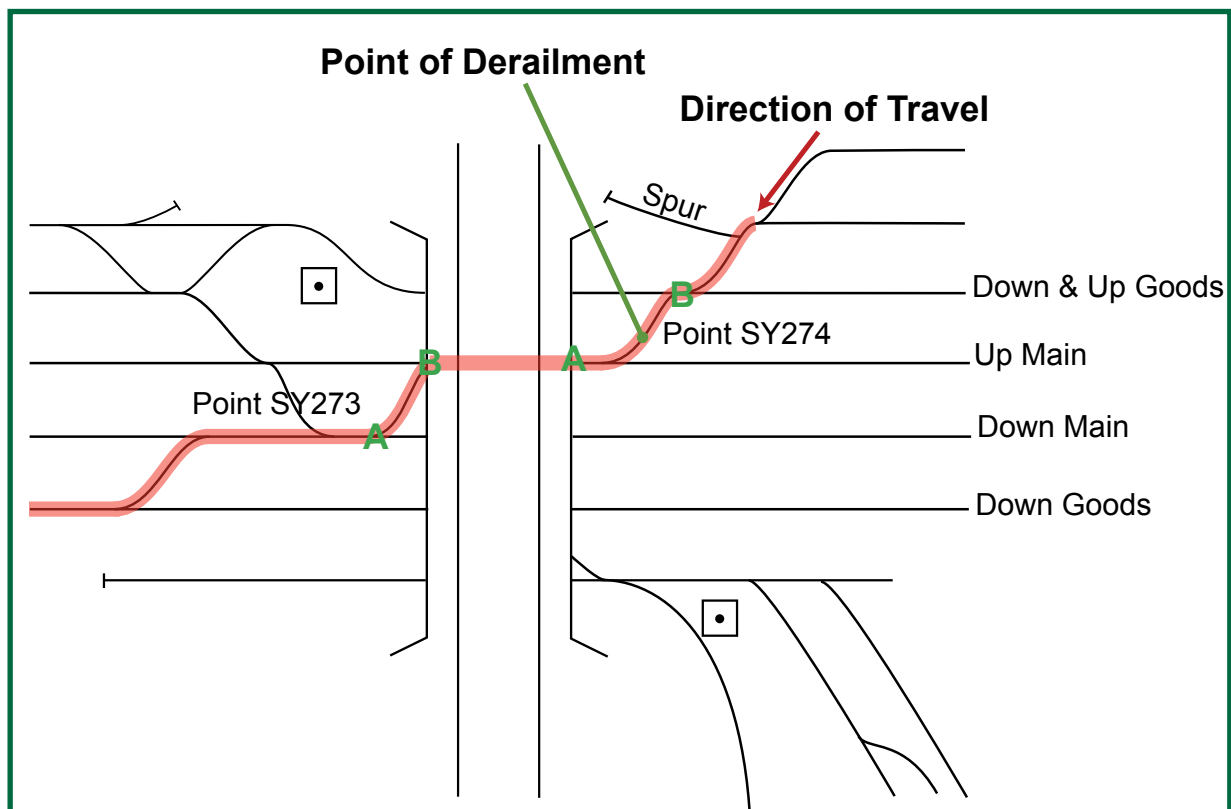 Point of Derailment
Direction of Travel
Spur
B
Down & Up Goods
Point SY274
B
A
Up Main
Point SY273
A
Down Main
Down Goods